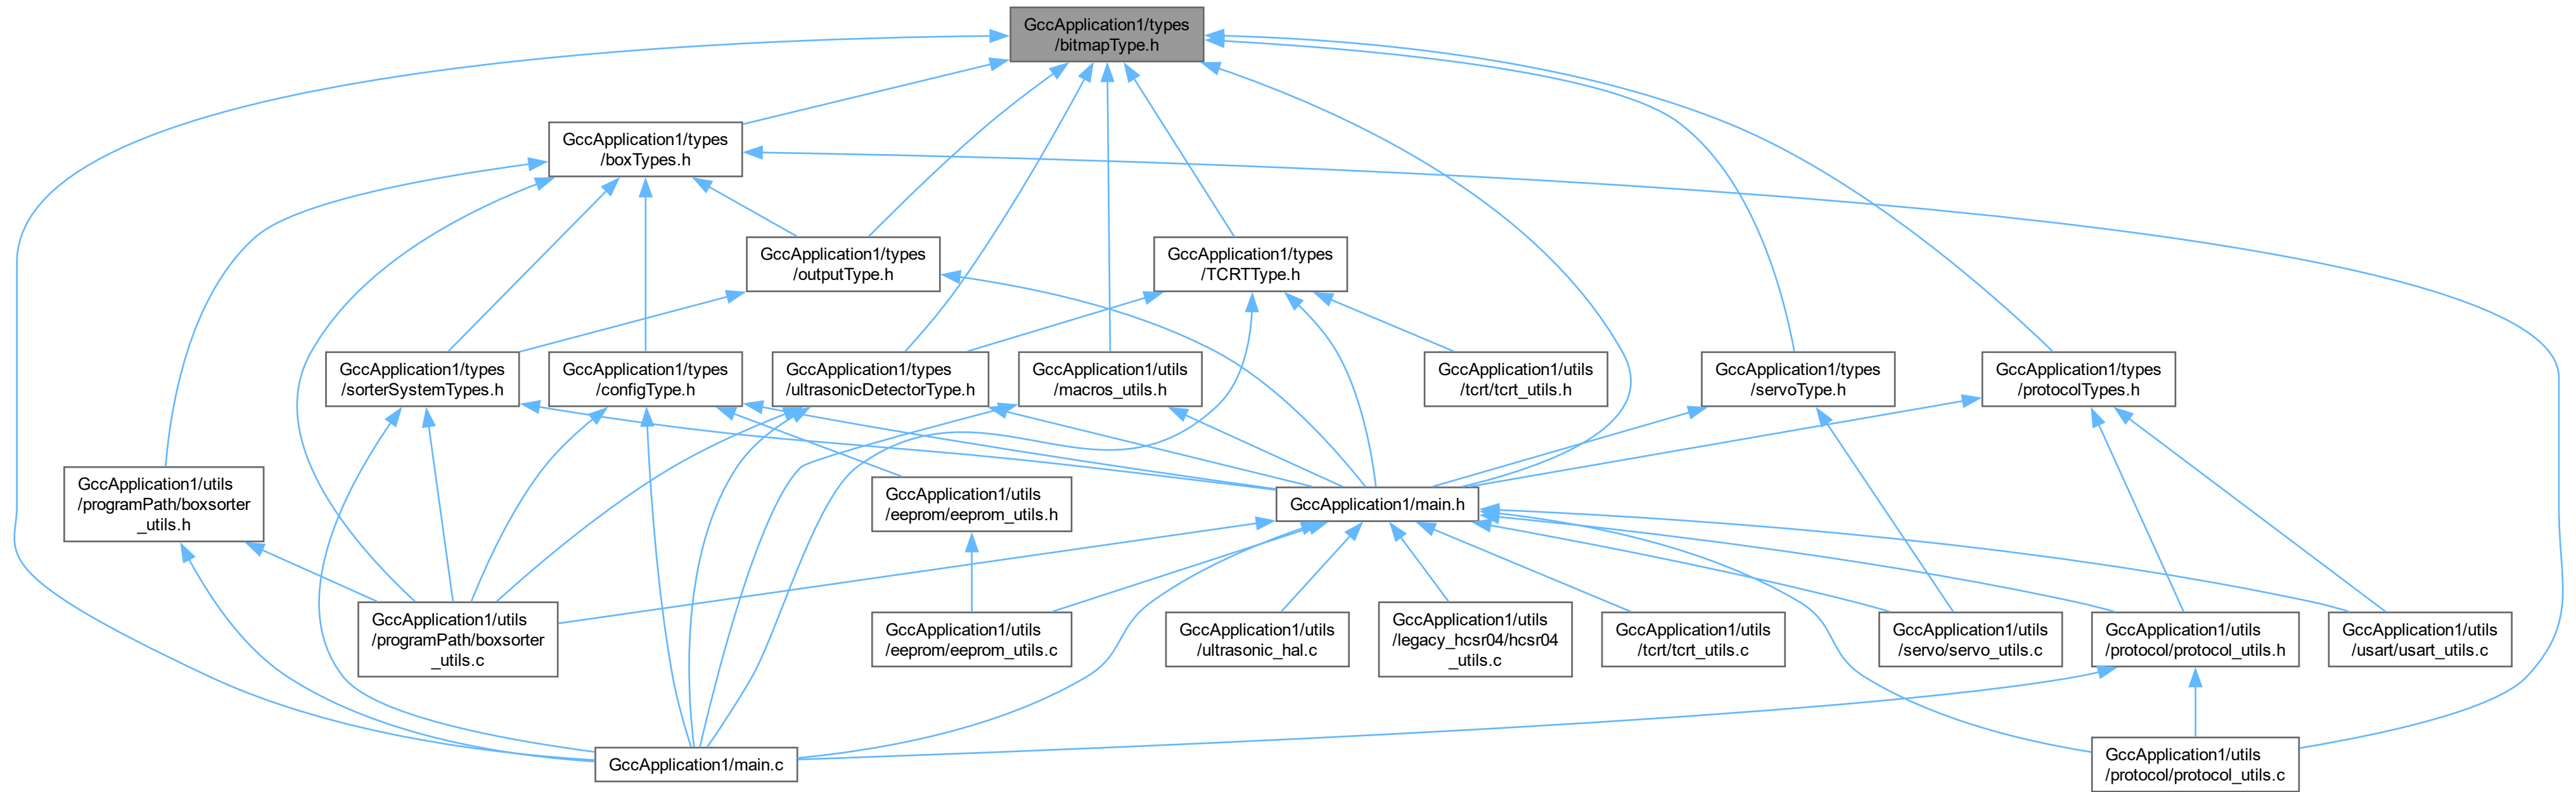 GccApplication1/types
/bitmapType.h
GccApplication1/types
/boxTypes.h
GccApplication1/types
/outputType.h
GccApplication1/types
/TCRTType.h
GccApplication1/types
/sorterSystemTypes.h
GccApplication1/types
/configType.h
GccApplication1/types
/ultrasonicDetectorType.h
GccApplication1/utils
/macros_utils.h
GccApplication1/utils
/tcrt/tcrt_utils.h
GccApplication1/types
/servoType.h
GccApplication1/types
/protocolTypes.h
GccApplication1/utils
/programPath/boxsorter
_utils.h
GccApplication1/utils
/eeprom/eeprom_utils.h
GccApplication1/main.h
GccApplication1/utils
/programPath/boxsorter
_utils.c
GccApplication1/utils
/eeprom/eeprom_utils.c
GccApplication1/utils
/ultrasonic_hal.c
GccApplication1/utils
/legacy_hcsr04/hcsr04
_utils.c
GccApplication1/utils
/tcrt/tcrt_utils.c
GccApplication1/utils
/servo/servo_utils.c
GccApplication1/utils
/protocol/protocol_utils.h
GccApplication1/utils
/usart/usart_utils.c
GccApplication1/main.c
GccApplication1/utils
/protocol/protocol_utils.c